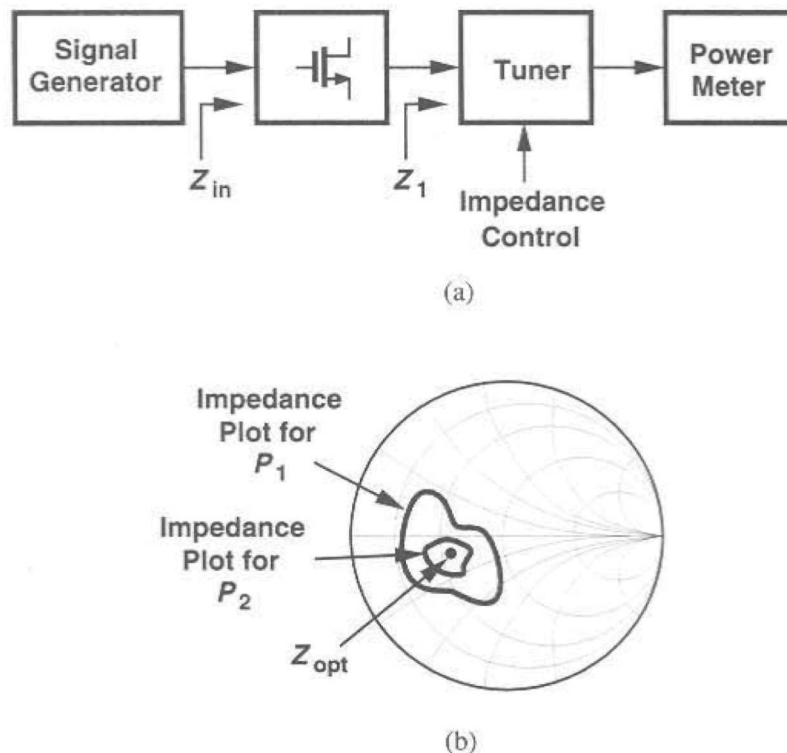 Signal
Generator
Tuner
Power
Meter
Z in
Z 1
Impedance
Control
(a)
Impedance
Plot for
P 1
Impedance
Plot for
P 2
Z opt
(b)